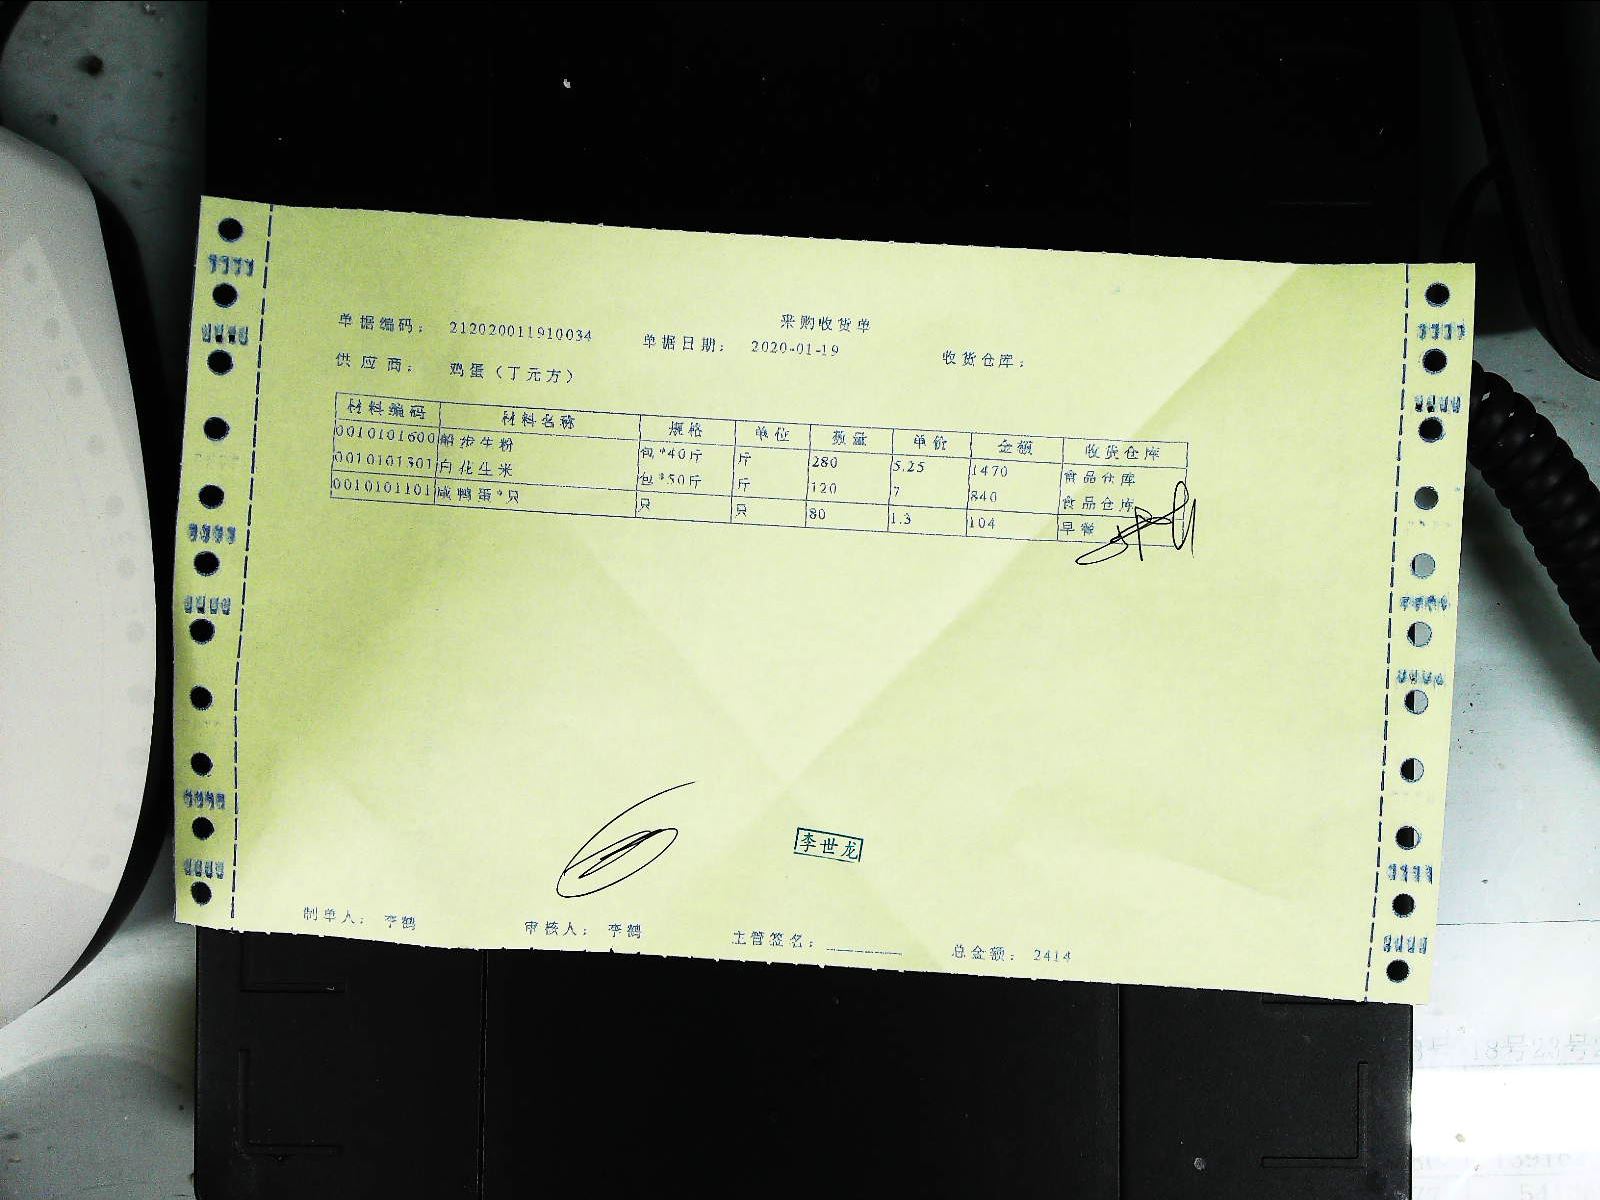 采购收货单
单据编码： 212020011910034 单据日期： 2020-01-19 收货仓库：
供应商： 鸡蛋（丁元方）
材料编码 材料名称 规格 单位 数量 单价 金额 收货仓库
0010101600 船步生粉 包*40斤 斤 280 5.25 1470 食品仓库
0010101301 白花生米 包*50斤 斤 120 7 840 食品仓库
0010101101 咸鸭蛋*只 只 只 80 1.3 104 早餐
李世龙
制单人： 李鹤 审核人： 李鹤 主管签名： 总金额： 2414